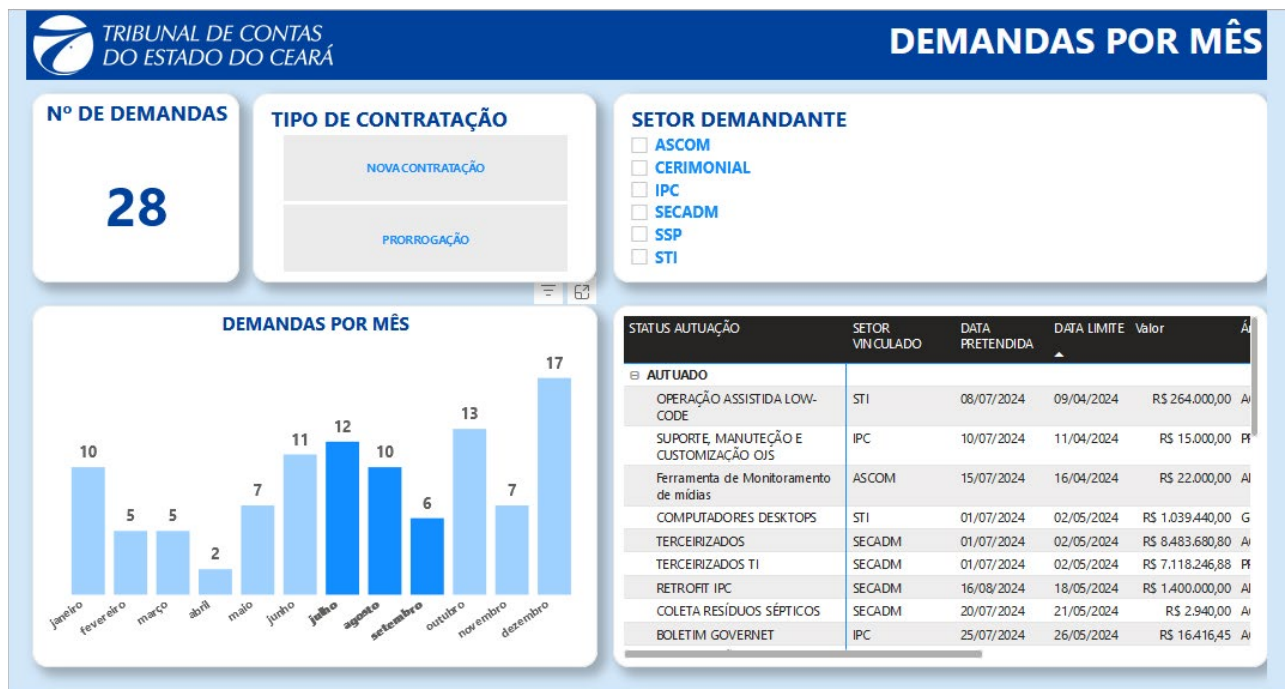 TRIBUNAL DE CONTAS
DO ESTADO DO CEARÁ
DEMANDAS POR MÊS
Nº DE DEMANDAS
28
TIPO DE CONTRATAÇÃO
NOVA CONTRATAÇÃO
PRORROGAÇÃO
SETOR DEMANDANTE
ASCOM
CERIMONIAL
IPC
SECADM
SSP
STI
DEMANDAS POR MÊS
10
5
5
2
7
11
12
10
6
13
7
17
janeiro
fevereiro
março
abril
maio
junho
julho
agosto
setembro
outubro
novembro
dezembro
STATUS AUTUAÇÃO SETOR VINCULADO DATA PRETENDIDA DATA LIMITE Valor
AUTUADO
OPERAÇÃO ASSISTIDA LOW- STI 08/07/2024 09/04/2024 R$ 264.000,00
CODE
SUPORTE, MANUTEÇÃO E IPC 10/07/2024 11/04/2024 R$ 15.000,00
CUSTOMIZAÇÃO OJS
Ferramenta de Monitoramento ASCOM 15/07/2024 16/04/2024 R$ 22.000,00
de mídias
COMPUTADORES DESKTOPS STI 01/07/2024 02/05/2024 R$ 1.039.440,00
TERCEIRIZADOS SECADM 01/07/2024 02/05/2024 R$ 8.483.680,80
TERCEIRIZADOS TI SECADM 01/07/2024 02/05/2024 R$ 7.118.246,88
RETROFIT IPC SECADM 16/08/2024 18/05/2024 R$ 1.400.000,00
COLETA RESÍDUOS SÉPTICOS SECADM 20/07/2024 21/05/2024 R$ 2.940,00
BOLETIM GOVERNET IPC 25/07/2024 26/05/2024 R$ 16.416,45